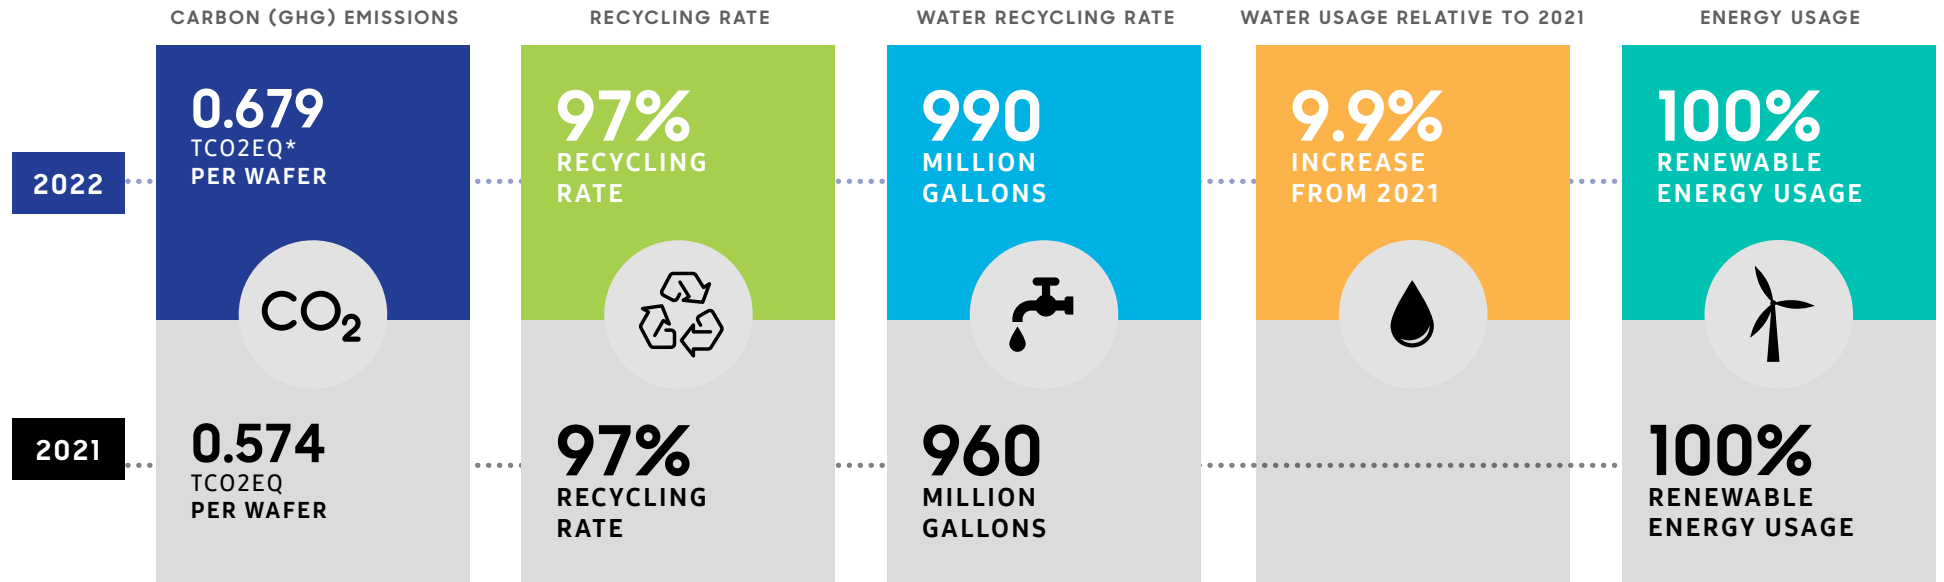 CARBON (GHG) EMISSIONS
RECYCLING RATE
WATER RECYCLING RATE
WATER USAGE RELATIVE TO 2021
ENERGY USAGE
2022
0.679
TCO2EQ*
PER WAFER
97%
RECYCLING
RATE
990
MILLION
GALLONS
9.9%
INCREASE
FROM 2021
100%
RENEWABLE
ENERGY USAGE
CO2
2021
0.574
TCO2EQ
PER WAFER
97%
RECYCLING
RATE
960
MILLION
GALLONS
100%
RENEWABLE
ENERGY USAGE